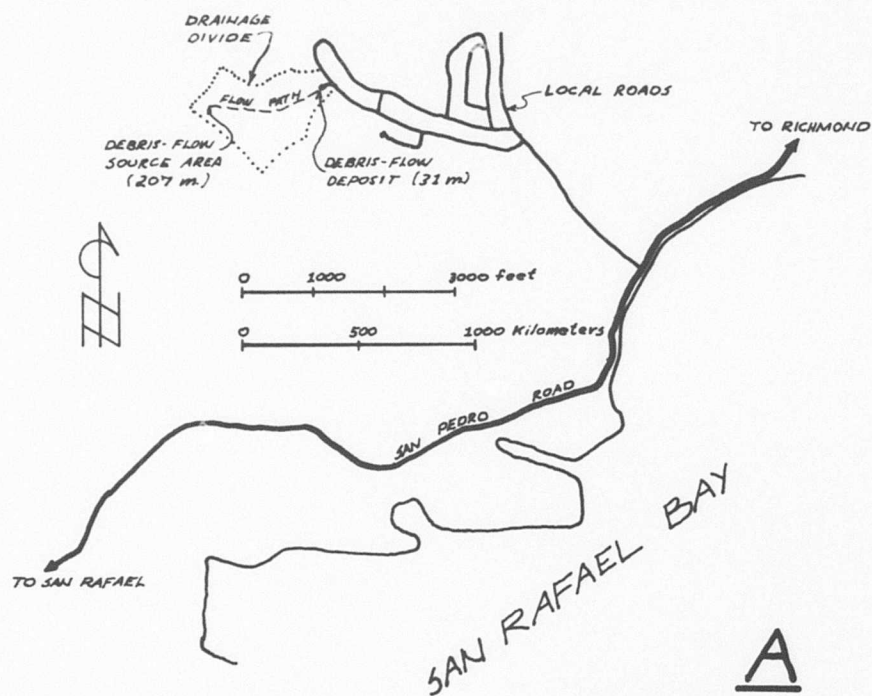 DRAINAGE
DIVIDE
FLOW PATH
LOCAL ROADS
TO RICHMOND
DEBRIS-FLOW
SOURCE AREA
(207 m.)
DEBRIS-FLOW
DEPOSIT (31 m)
N
0 1000 3000 feet
0 500 1000 Kilometers
SAN PEDRO ROAD
TO SAN RAFAEL
SAN RAFAEL BAY
A